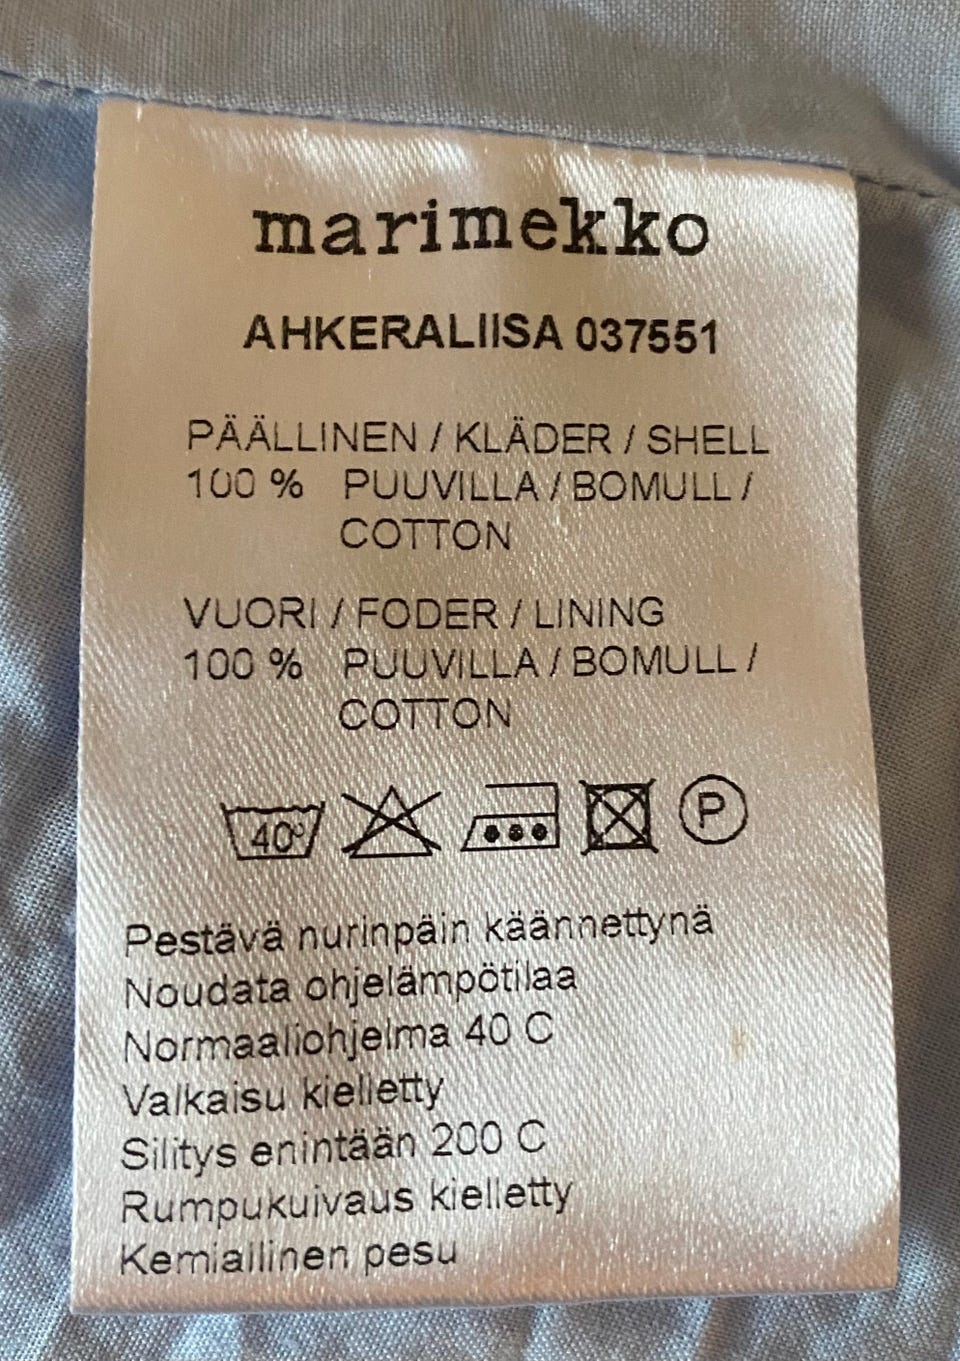 marimekko
AHKERALIISA 037551
PÄÄLLINEN / KLÄDER / SHELL
100 % PUUVILLA / BOMULL /
COTTON
VUORI / FODER / LINING
100 % PUUVILLA / BOMULL /
COTTON
40° P
Pestävä nurinpäin käännettynä
Noudata ohjelämpötilaa
Normaaliohjelma 40 C
Valkaisu kielletty
Silitys enintään 200 C
Rumpukuivaus kielletty
Kemiallinen pesu